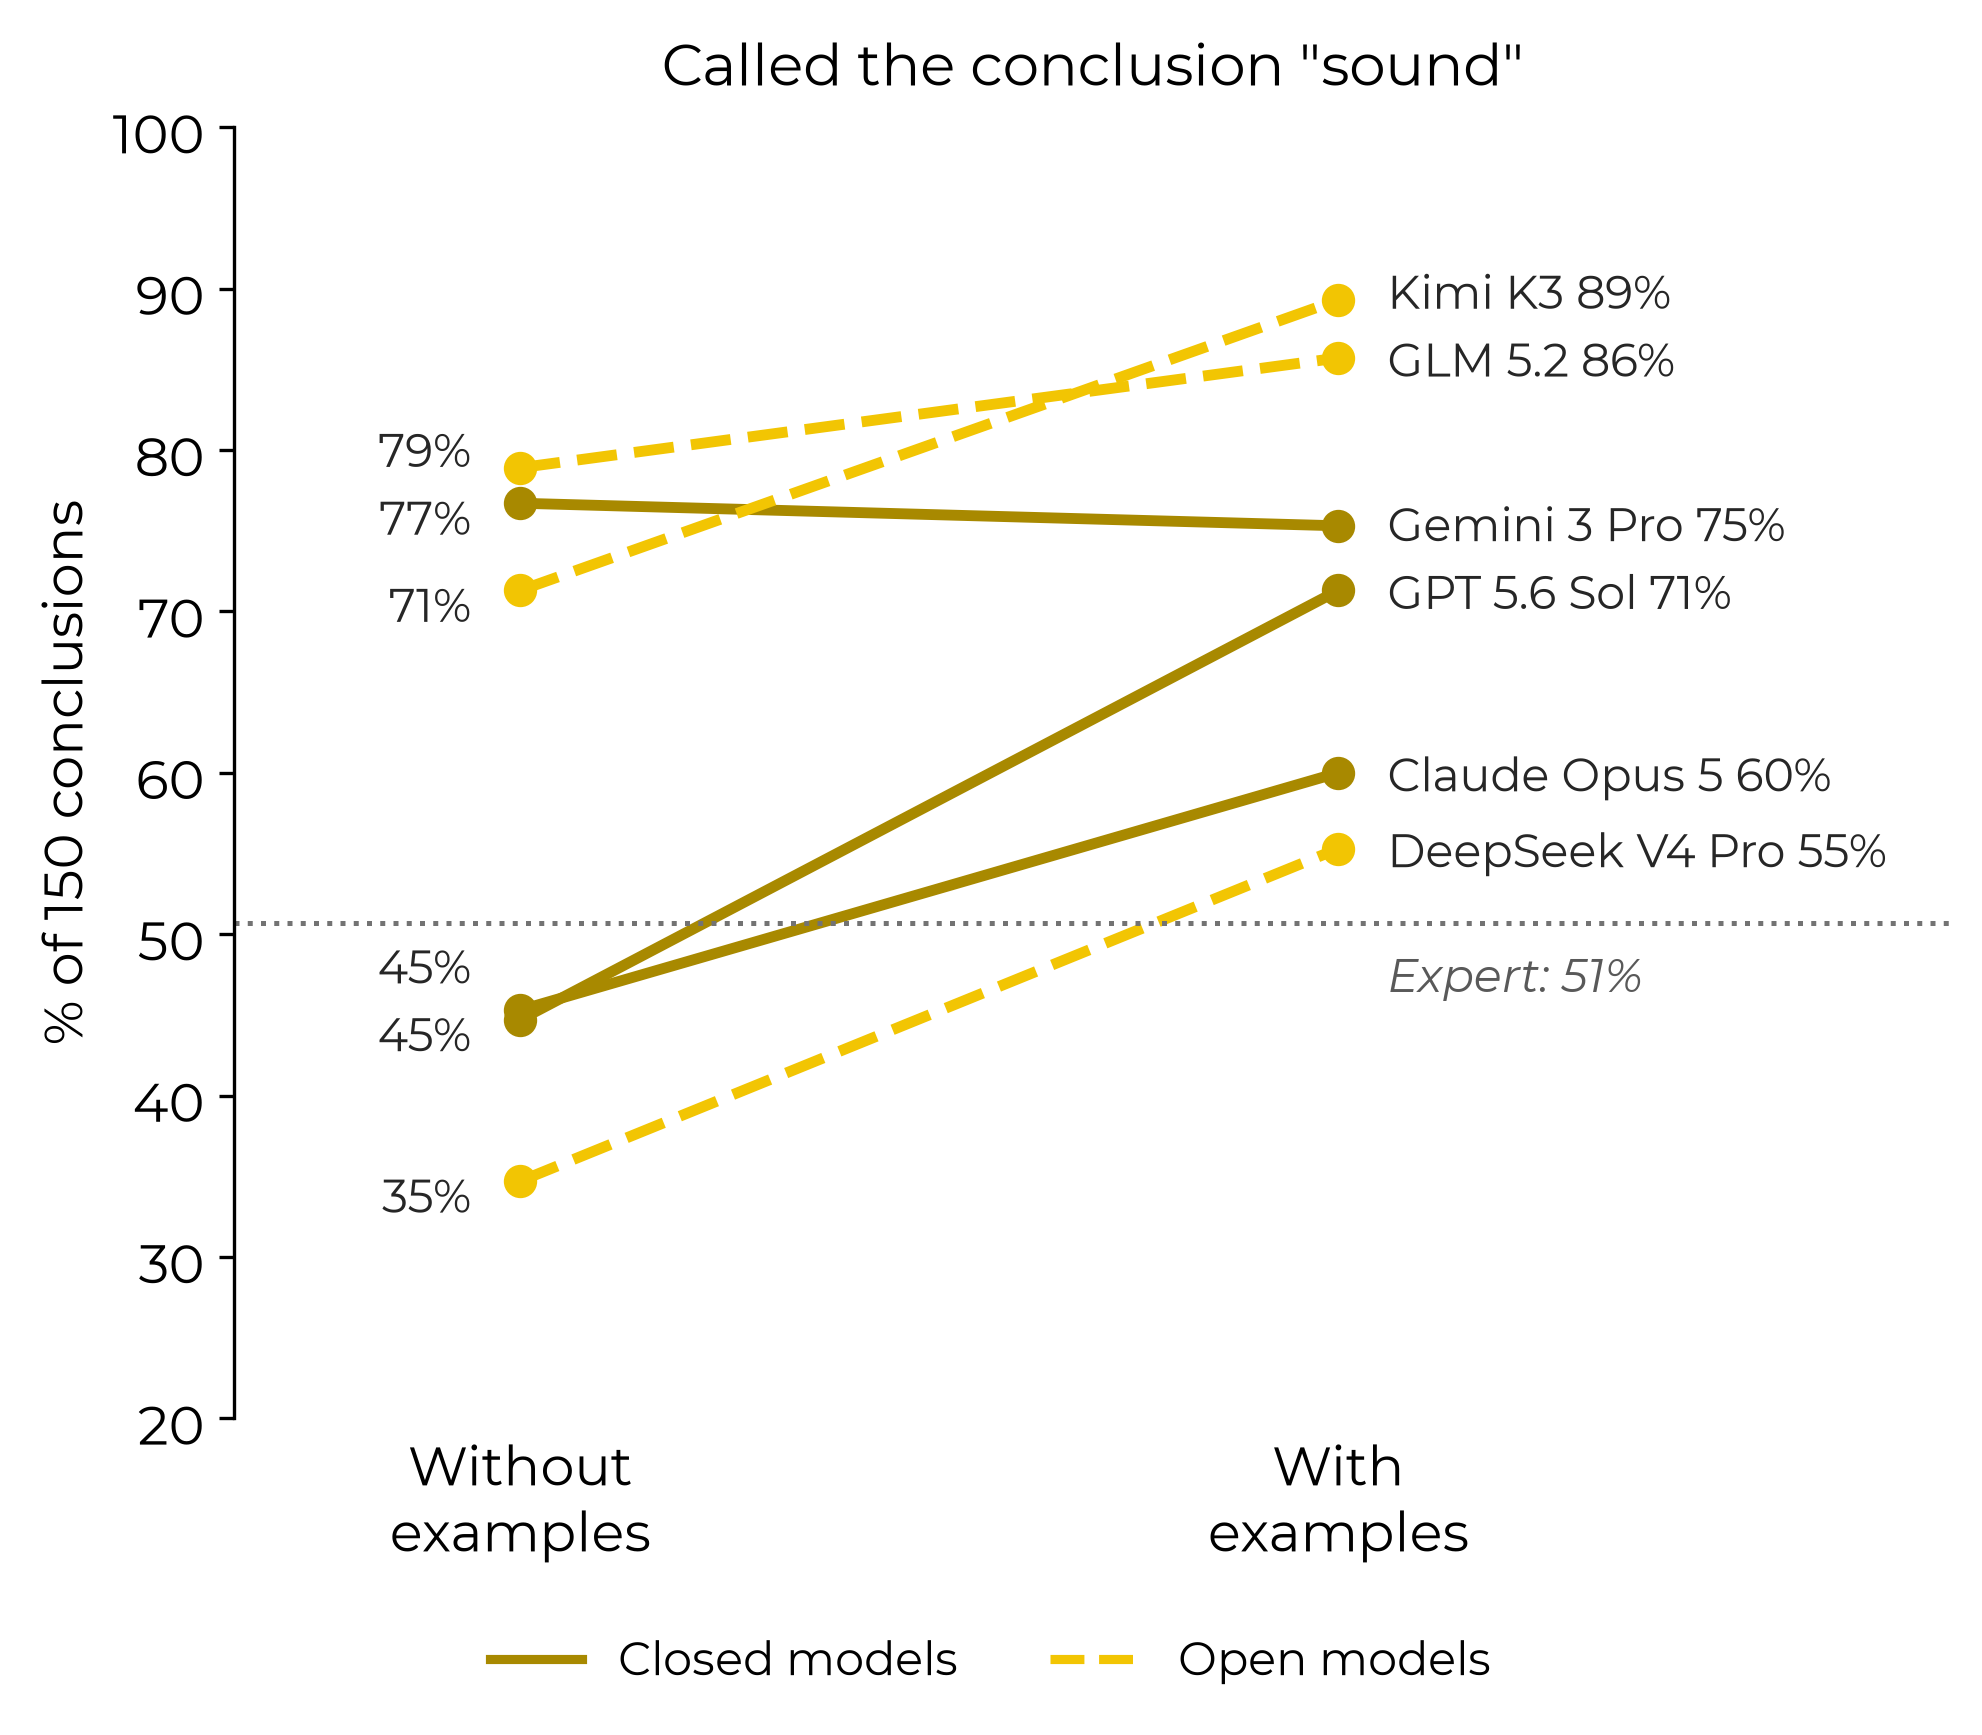 Called the conclusion "sound"
% of 150 conclusions
100
90
80
70
60
50
40
30
20
79%
77%
71%
45%
45%
35%
Kimi K3 89%
GLM 5.2 86%
Gemini 3 Pro 75%
GPT 5.6 Sol 71%
Claude Opus 5 60%
DeepSeek V4 Pro 55%
Expert: 51%
Without
examples
With
examples
Closed models
Open models